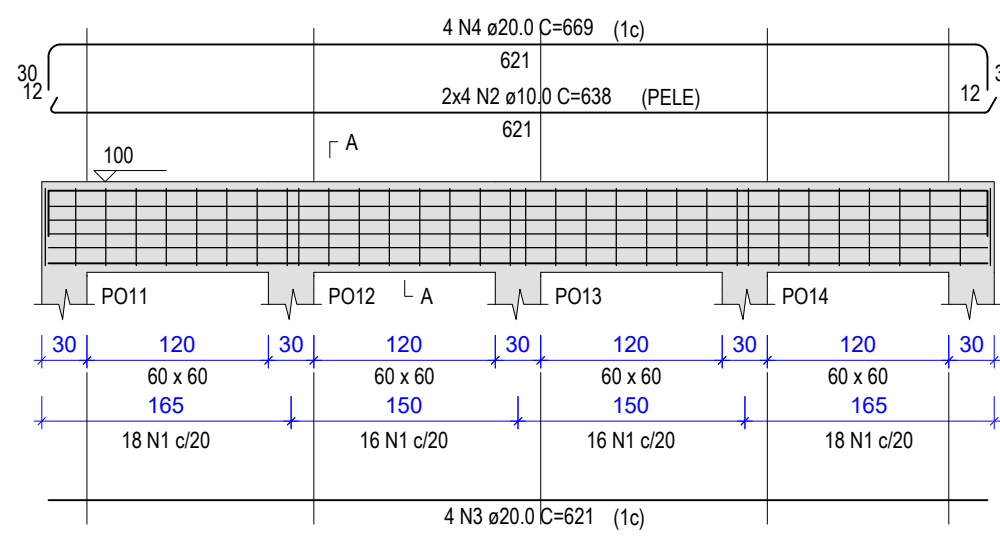 4 N4 ø20.0 C=669 (1c)
621
30
12
2x4 N2 ø10.0 C=638 (PELE)
12
621
A
100
PO11
PO12
A
PO13
PO14
30 120 30 120 30 120 30 120 30
60 x 60 60 x 60 60 x 60 60 x 60
165 150 150 165
18 N1 c/20 16 N1 c/20 16 N1 c/20 18 N1 c/20
4 N3 ø20.0 C=621 (1c)